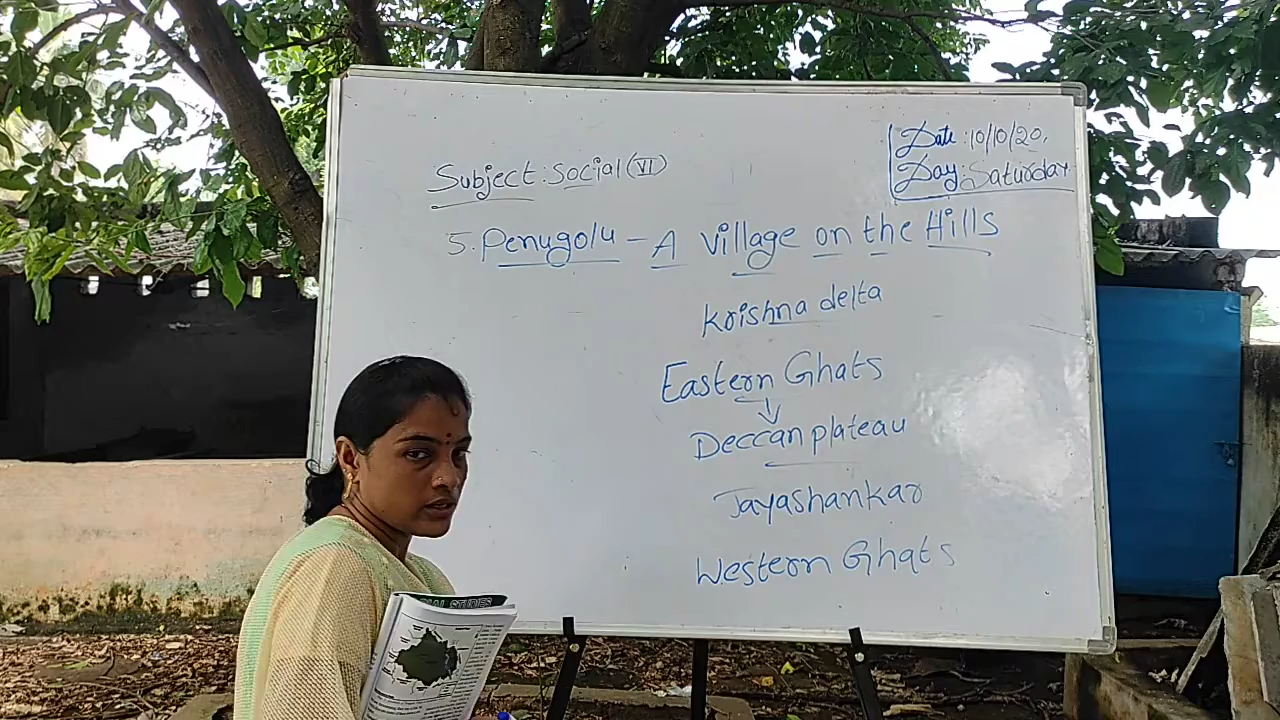 Date : 10/10/20.
Day : Saturday
Subject : Social (VI)
5. Penugolu - A Village on the Hills
Krishna delta
Eastern Ghats
↓
Deccan plateau
Jayashankar
Western Ghats
STUDIES